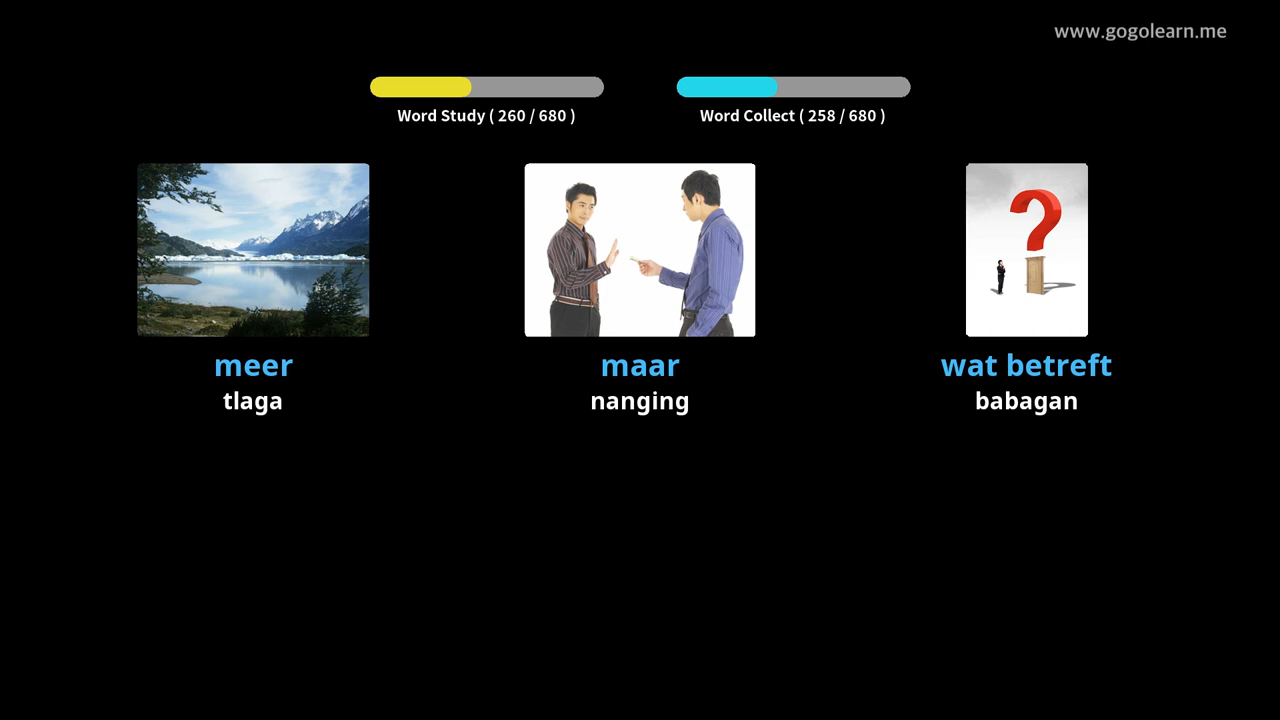 www.gogolearn.me
Word Study ( 260 / 680 )
Word Collect ( 258 / 680 )
meer
tlaga
maar
nanging
wat betreft
babagan